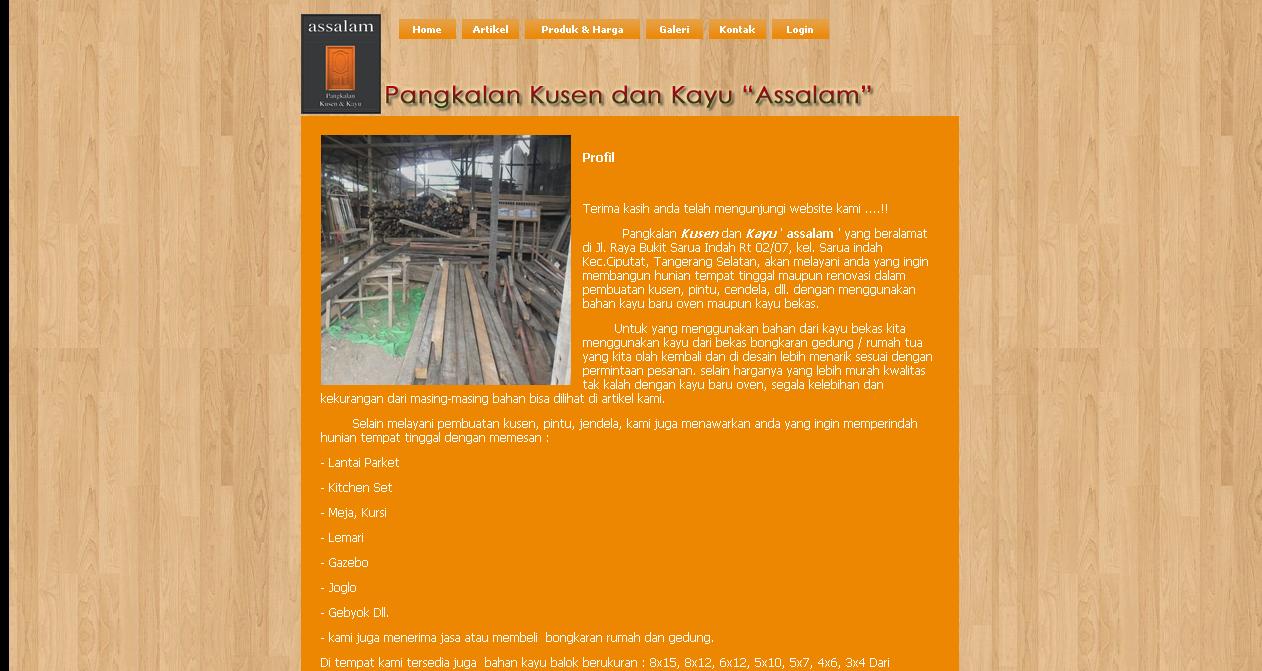 assalam
Pangkalan
Kusen & Kayu
Home Artikel Produk & Harga Galeri Kontak Login
Pangkalan Kusen dan Kayu “Assalam”
Profil
Terima kasih anda telah mengunjungi website kami ....!!
Pangkalan Kusen dan Kayu ' assalam ' yang beralamat
di Jl. Raya Bukit Sarua Indah Rt 02/07, kel. Sarua indah
Kec.Ciputat, Tangerang Selatan, akan melayani anda yang ingin
membangun hunian tempat tinggal maupun renovasi dalam
pembuatan kusen, pintu, cendela, dll. dengan menggunakan
bahan kayu baru oven maupun kayu bekas.
Untuk yang menggunakan bahan dari kayu bekas kita
menggunakan kayu dari bekas bongkaran gedung / rumah tua
yang kita olah kembali dan di desain lebih menarik sesuai dengan
permintaan pesanan. selain harganya yang lebih murah kwalitas
tak kalah dengan kayu baru oven, segala kelebihan dan
kekurangan dari masing-masing bahan bisa dilihat di artikel kami.
Selain melayani pembuatan kusen, pintu, jendela, kami juga menawarkan anda yang ingin memperindah
hunian tempat tinggal dengan memesan :
- Lantai Parket
- Kitchen Set
- Meja, Kursi
- Lemari
- Gazebo
- Joglo
- Gebyok Dll.
- kami juga menerima jasa atau membeli bongkaran rumah dan gedung.
Di tempat kami tersedia juga bahan kayu balok berukuran : 8x15, 8x12, 6x12, 5x10, 5x7, 4x6, 3x4 Dari